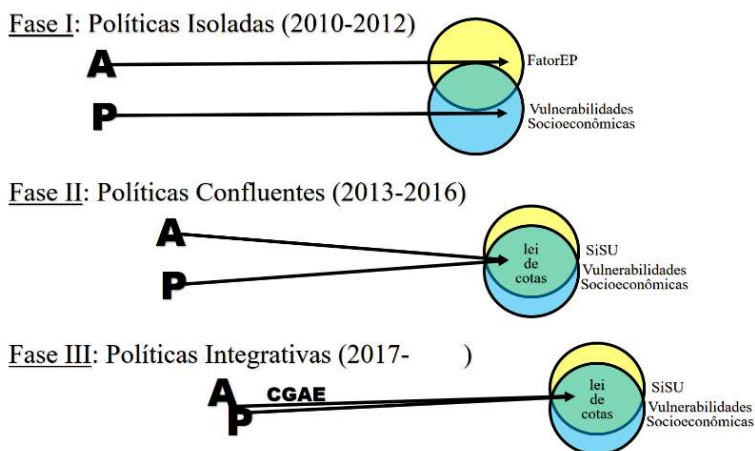 Fase I: Políticas Isoladas (2010-2012)
A
FatorEP
P
Vulnerabilidades
Socioeconômicas
Fase II: Políticas Confluentes (2013-2016)
A
P
lei
de
cotas
SiSU
Vulnerabilidades
Socioeconômicas
Fase III: Políticas Integrativas (2017- )
A
P
CGAE
lei
de
cotas
SiSU
Vulnerabilidades
Socioeconômicas